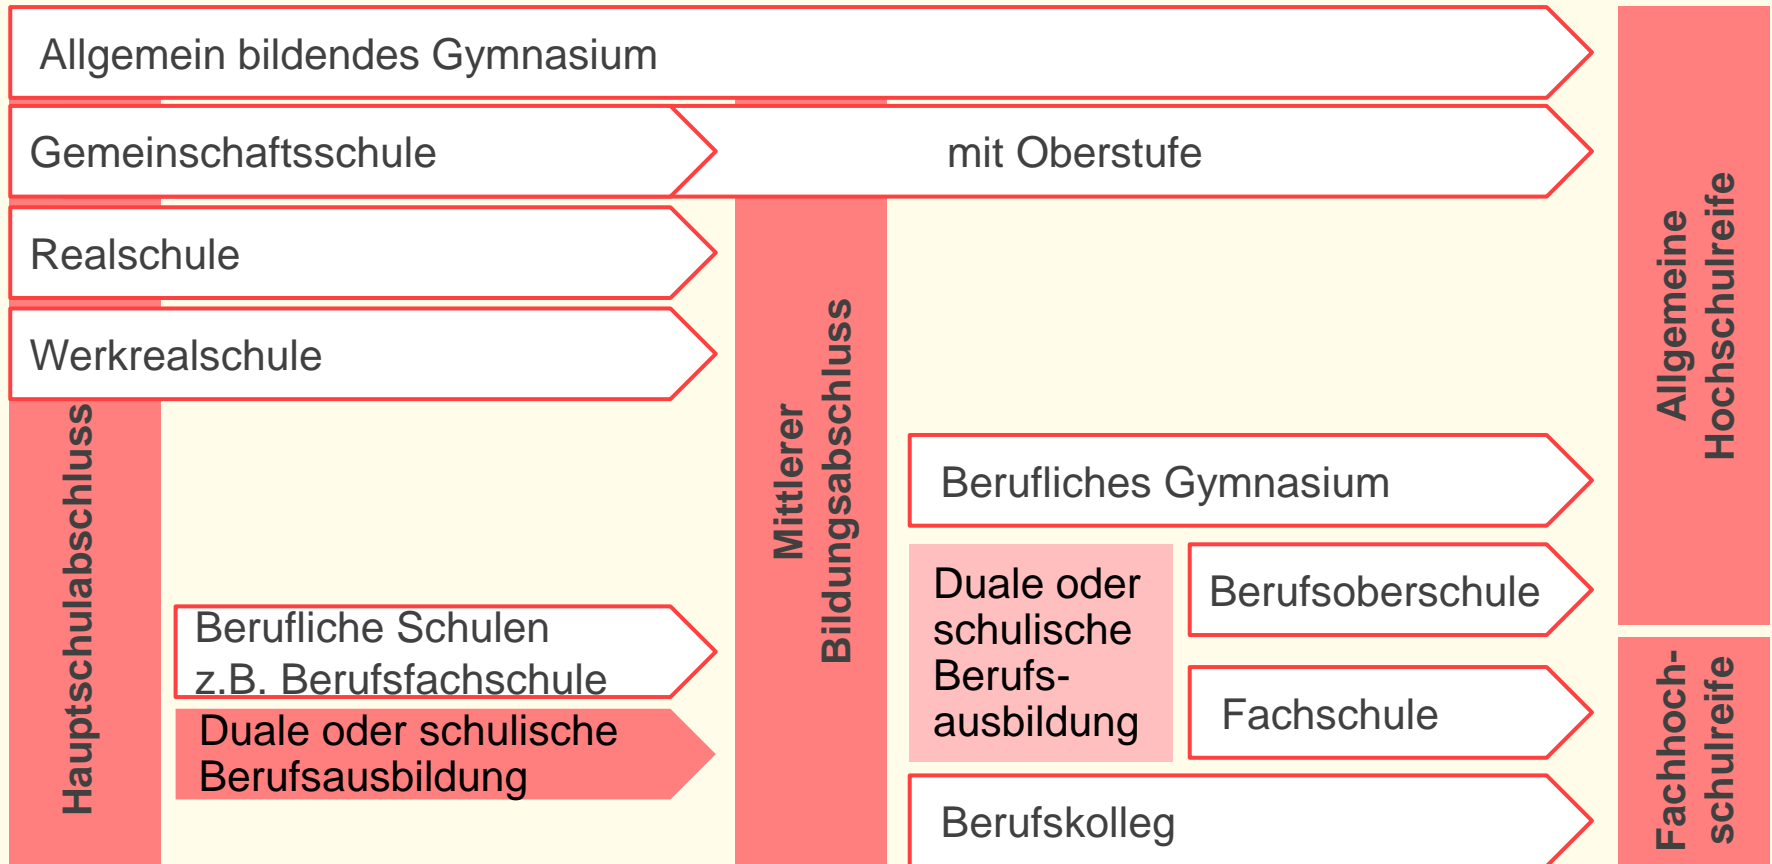 Allgemein bildendes Gymnasium
Gemeinschaftsschule
mit Oberstufe
Realschule
Werkrealschule
Hauptschulabschluss
Berufliche Schulen
z.B. Berufsfachschule
Duale oder schulische
Berufsausbildung
Mittlerer
Bildungsabschluss
Berufliches Gymnasium
Duale oder
schulische
Berufs-
ausbildung
Berufsoberschule
Fachschule
Berufskolleg
Allgemeine
Hochschulreife
Fachhoch-
schulreife